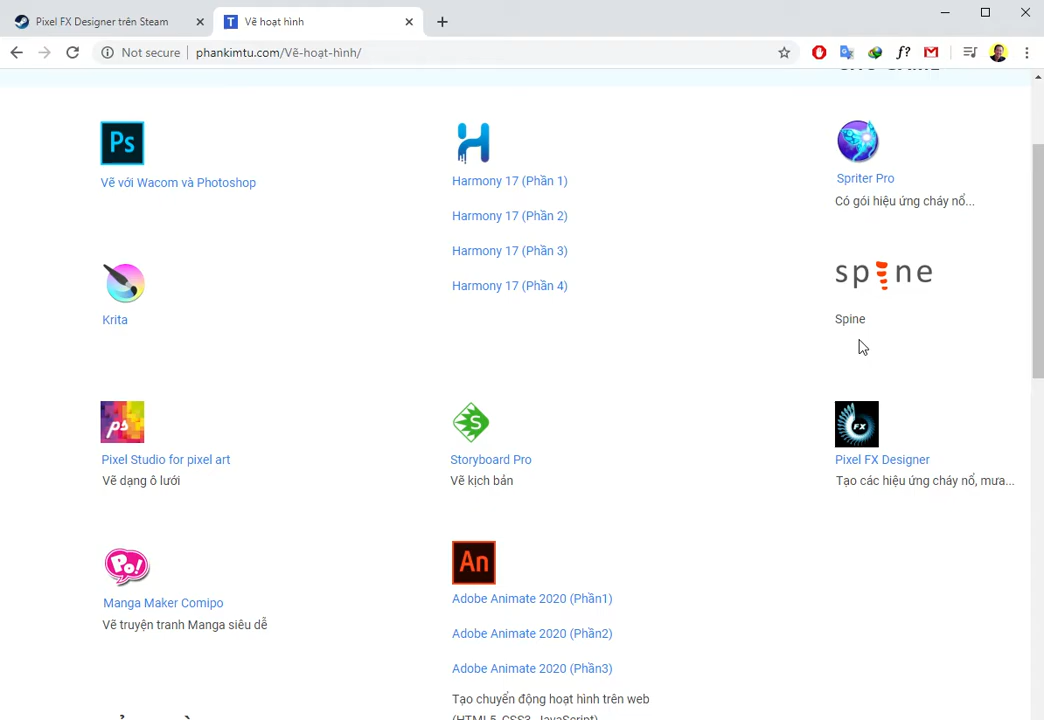 Pixel FX Designer trên Steam
Vẽ hoạt hình
Not secure
phankimtu.com/Vẽ-hoạt-hình/
f?
Ps
Vẽ với Wacom và Photoshop
Harmony 17 (Phần 1)
Harmony 17 (Phần 2)
Harmony 17 (Phần 3)
Harmony 17 (Phần 4)
Spriter Pro
Có gói hiệu ứng cháy nổ...
Krita
spine
Spine
ps
Pixel Studio for pixel art
Vẽ dạng ô lưới
S
Storyboard Pro
Vẽ kịch bản
FX
Pixel FX Designer
Tạo các hiệu ứng cháy nổ, mưa...
Po!
Manga Maker Comipo
Vẽ truyện tranh Manga siêu dễ
An
Adobe Animate 2020 (Phần1)
Adobe Animate 2020 (Phần2)
Adobe Animate 2020 (Phần3)
Tạo chuyển động hoạt hình trên web
(HTML5, CSS3, JavaScript)